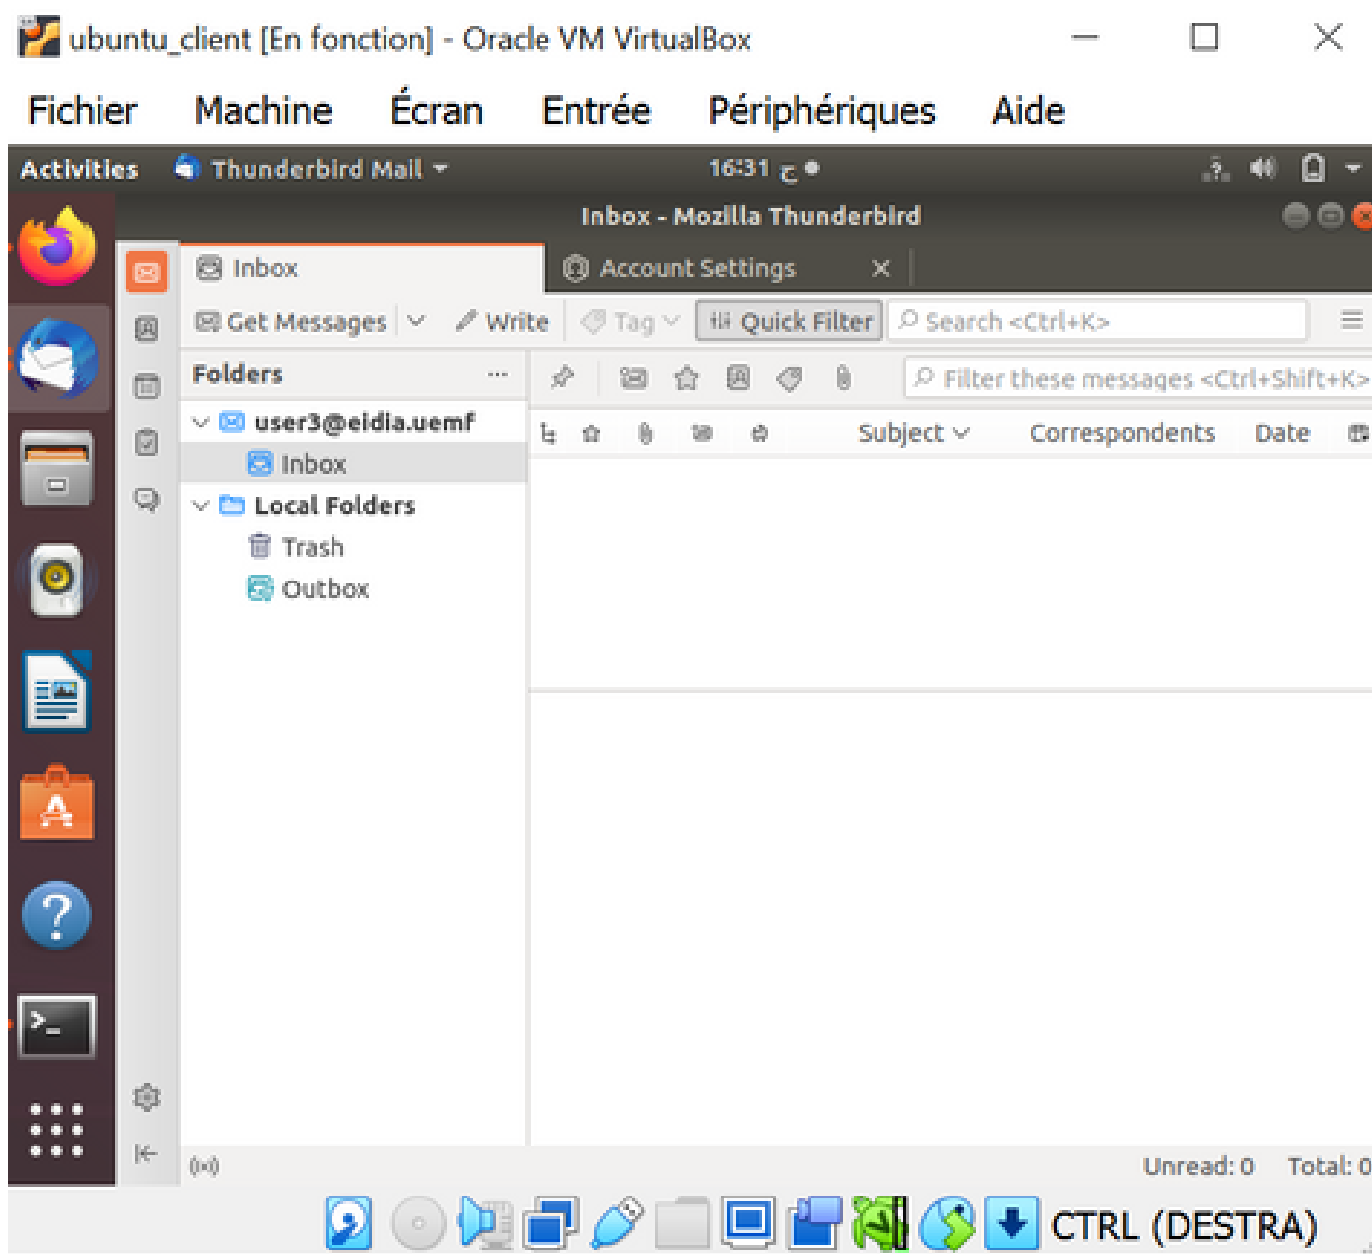 ubuntu_client [En fonction] - Oracle VM VirtualBox
Fichier Machine Écran Entrée Périphériques Aide
Activities Thunderbird Mail 16:31 ج
Inbox - Mozilla Thunderbird
Inbox Account Settings
Get Messages Write Tag Quick Filter Search <Ctrl+K>
Folders Filter these messages <Ctrl+Shift+K>
user3@eidia.uemf Subject Correspondents Date
Inbox
Local Folders
Trash
Outbox
Unread: 0 Total: 0
CTRL (DESTRA)